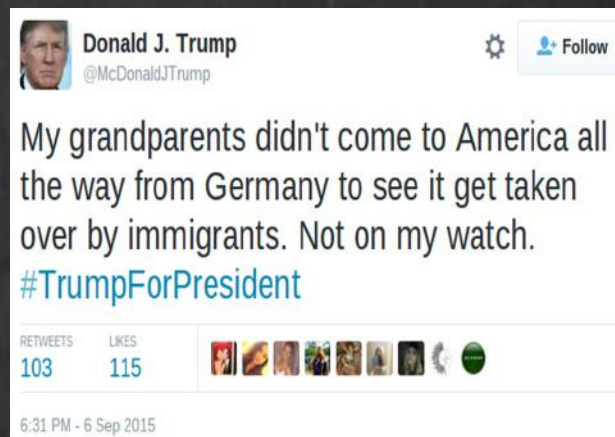 Donald J. Trump
@McDonaldJTrump
Follow
My grandparents didn't come to America all
the way from Germany to see it get taken
over by immigrants. Not on my watch.
#TrumpForPresident
RETWEETS LIKES
103 115
6:31 PM - 6 Sep 2015